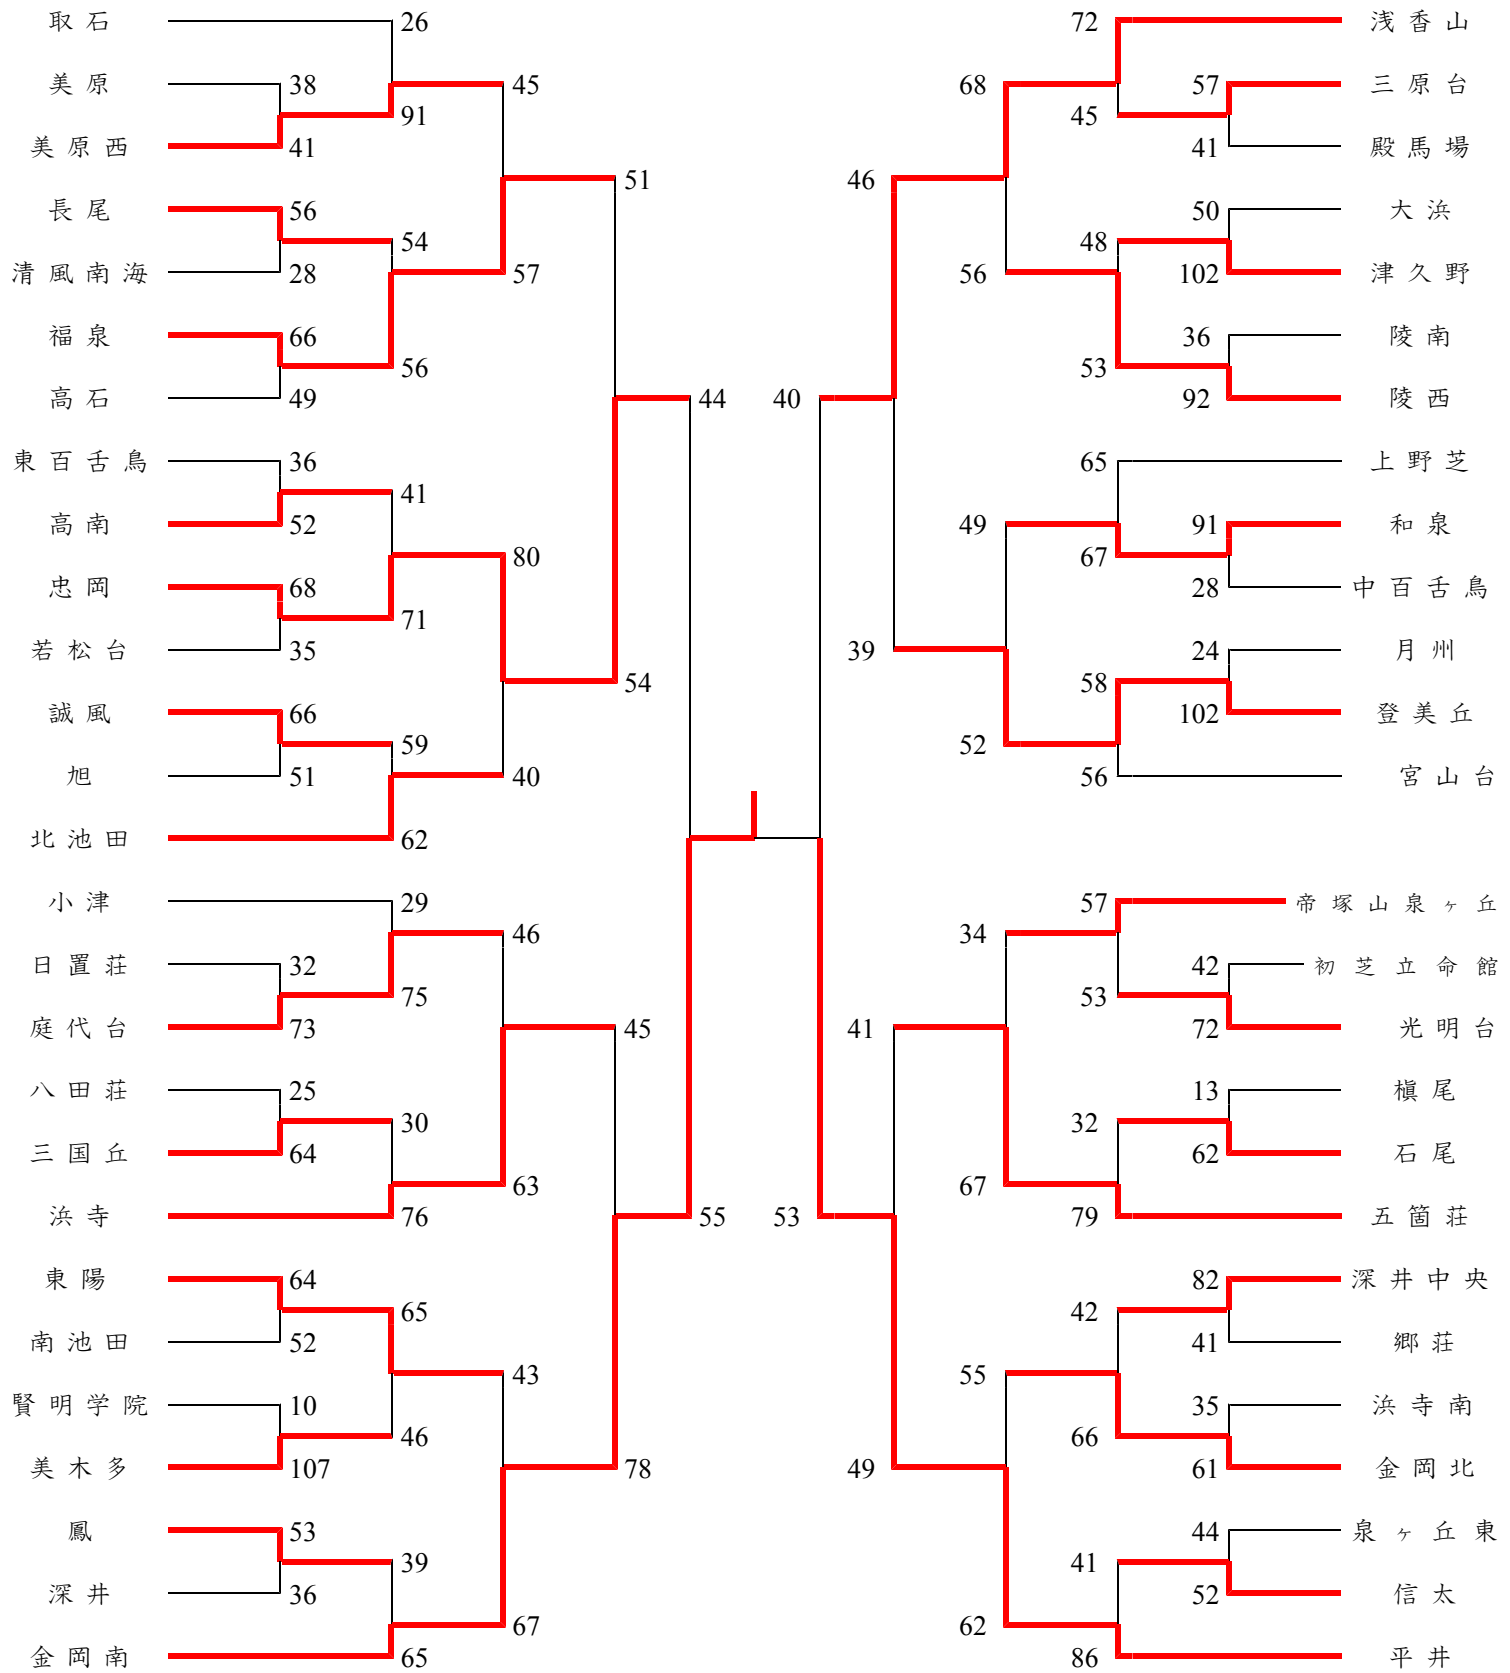 取石 26 72 浅香山
美原 38 45 68 57 三原台
91 45
美原西 41 41 殿馬場
51 46
長尾 56 50 大浜
54 48
清風南海 28 57 56 102 津久野
福泉 66 36 陵南
56 53
高石 49 44 40 92 陵西
東百舌鳥 36 65 上野芝
41
高南 52 49 91 和泉
80 67
忠岡 68 28 中百舌鳥
71
若松台 35 39 24 月州
54 58
誠風 66 102 登美丘
59 52
旭 51 40 56 宮山台
北池田 62
小津 29 57 帝塚山泉ヶ丘
46 34
日置荘 32 42 初芝立命館
75 53
庭代台 73 45 41 72 光明台
八田荘 25 13 槇尾
30 32
三国丘 64 62 石尾
63 67
浜寺 76 55 53 79 五箇荘
東陽 64 82 深井中央
65 42
南池田 52 41 郷荘
43 55
賢明学院 10 35 浜寺南
46 66
美木多 107 78 49 61 金岡北
鳳 53 44 泉ヶ丘東
39 41
深井 36 52 信太
67 62
金岡南 65 86 平井